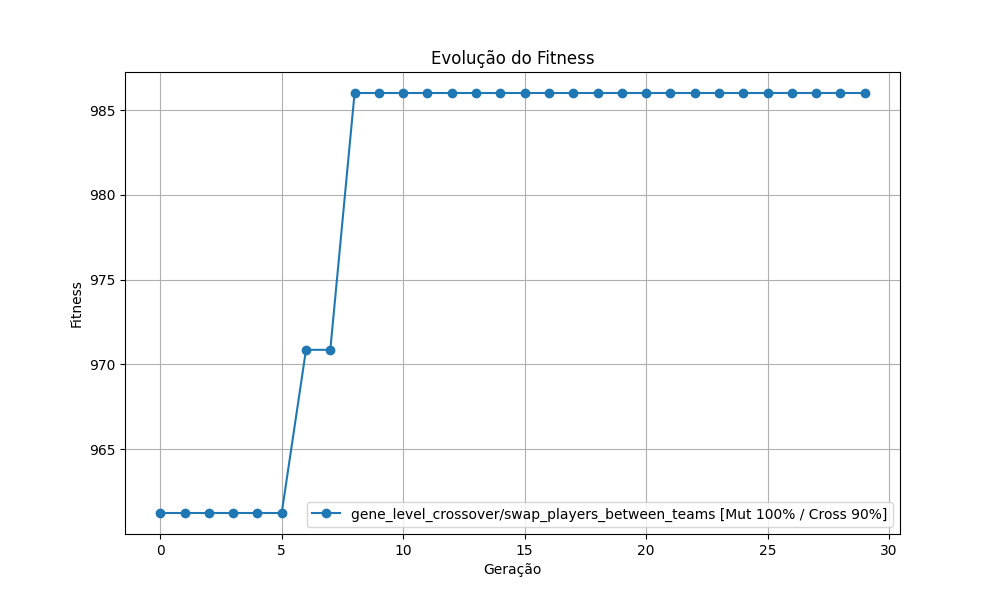 Evolução do Fitness
Fitness
985
980
975
970
965
gene_level_crossover/swap_players_between_teams [Mut 100% / Cross 90%]
0 5 10 15 20 25 30
Geração